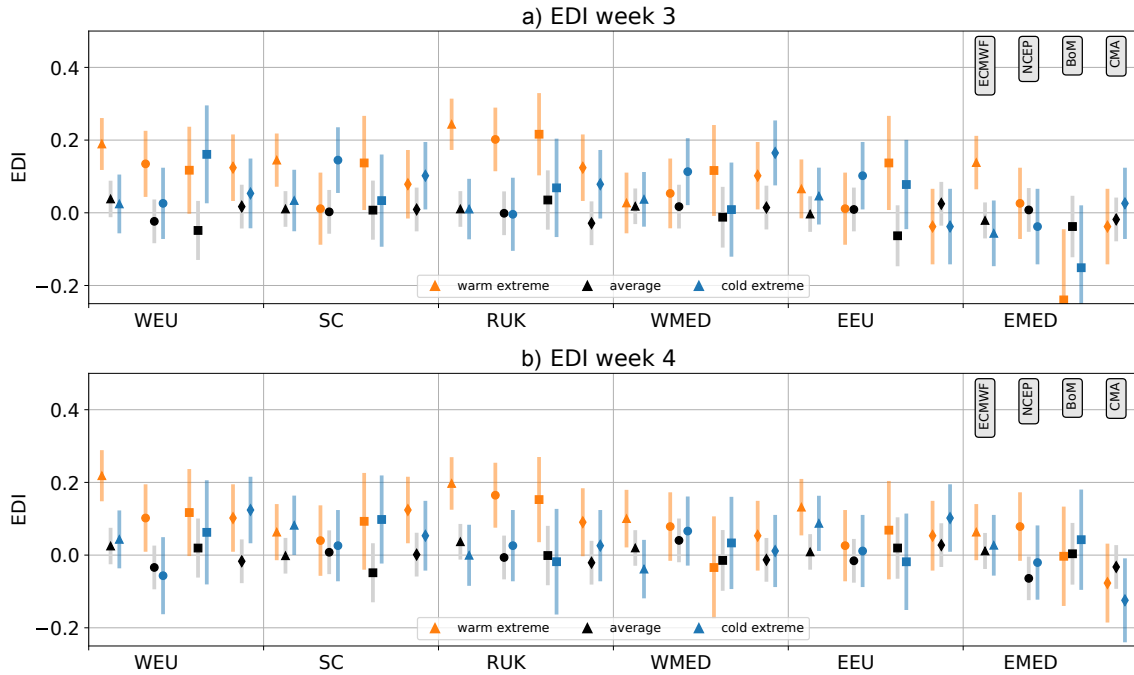 a) EDI week 3
ECMWF NCEP BoM CMA
EDI
0.4
0.2
0.0
−0.2
warm extreme average cold extreme
WEU SC RUK WMED EEU EMED
b) EDI week 4
ECMWF NCEP BoM CMA
EDI
0.4
0.2
0.0
−0.2
warm extreme average cold extreme
WEU SC RUK WMED EEU EMED